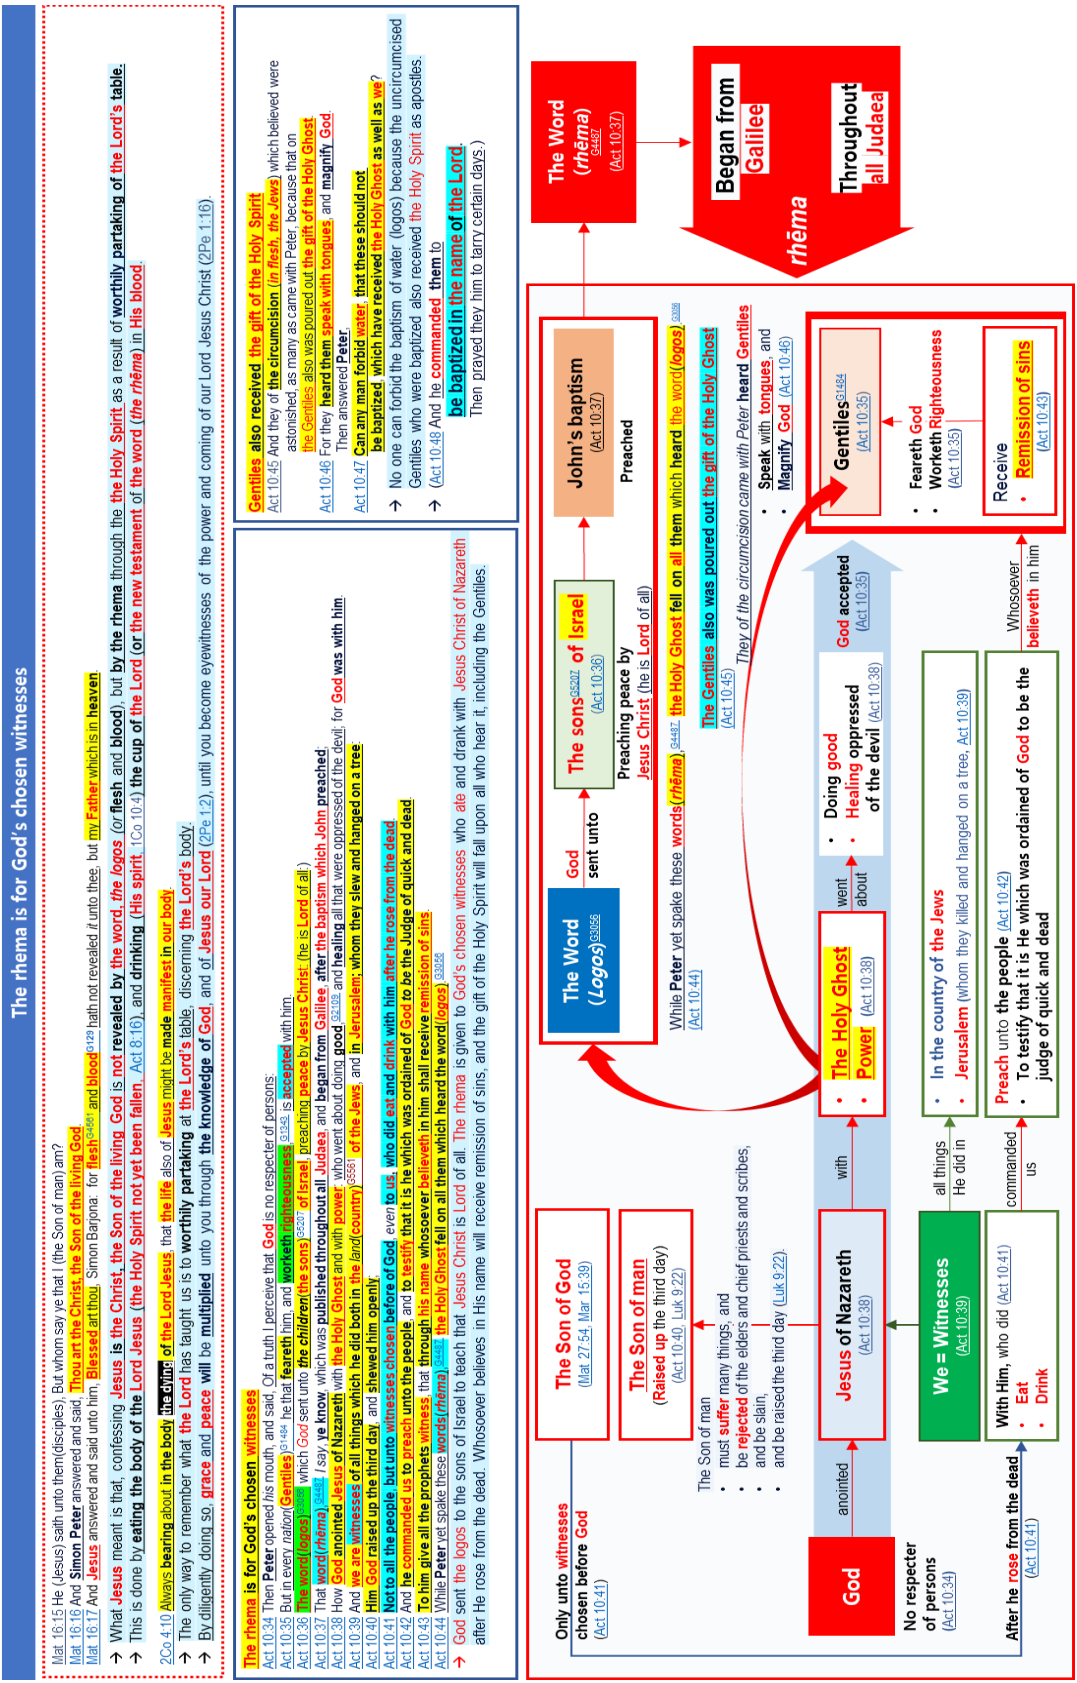 The rhema is for God's chosen witnesses
Mat 16:15 He (Jesus) saith unto them(disciples), But whom say ye that I (the Son of man) am?
Mat 16:16 And Simon Peter answered and said, Thou art the Christ, the Son of the living God.
Mat 16:17 And Jesus answered and said unto him, Blessed art thou, Simon Barjona: for flesh G4561 and blood G129 hath not revealed it unto thee, but my Father which is in heaven.
→ What Jesus meant is that, confessing Jesus is the Christ, the Son of the living God is not revealed by the word, the logos (or flesh and blood), but by the rhema through the the Holy Spirit as a result of worthily partaking of the Lord's table.
→ This is done by eating the body of the Lord Jesus (the Holy Spirit not yet been fallen, Act 8:16), and drinking (His spirit, 1Co 10:4) the cup of the Lord (or the new testament of the word (the rhēma) in His blood.
2Co 4:10 Always bearing about in the body the dying of the Lord Jesus, that the life also of Jesus might be made manifest in our body.
→ The only way to remember what the Lord has taught us is to worthily partaking at the Lord's table, discerning the Lord's body.
→ By diligently doing so, grace and peace will be multiplied unto you through the knowledge of God, and of Jesus our Lord (2Pe 1:2), until you become eyewitnesses of the power and coming of our Lord Jesus Christ (2Pe 1:16).
The rhema is for God's chosen witnesses
Act 10:34 Then Peter opened his mouth, and said, Of a truth I perceive that God is no respecter of persons:
Act 10:35 But in every nation(Gentiles) G1484 he that feareth him, and worketh righteousness, G1343 is accepted with him.
Act 10:36 The word(logos) G3056 which God sent unto the children(the sons) G5207 of Israel, preaching peace by Jesus Christ: (he is Lord of all:)
Act 10:37 That word(rhēma), G4487 I say, ye know, which was published throughout all Judaea, and began from Galilee, after the baptism which John preached;
Act 10:38 How God anointed Jesus of Nazareth with the Holy Ghost and with power: who went about doing good, G2109 and healing all that were oppressed of the devil; for God was with him.
Act 10:39 And we are witnesses of all things which he did both in the land(country) G5561 of the Jews, and in Jerusalem; whom they slew and hanged on a tree:
Act 10:40 Him God raised up the third day, and shewed him openly;
Act 10:41 Not to all the people, but unto witnesses chosen before of God, even to us, who did eat and drink with him after he rose from the dead.
Act 10:42 And he commanded us to preach unto the people, and to testify that it is he which was ordained of God to be the Judge of quick and dead.
Act 10:43 To him give all the prophets witness, that through his name whosoever believeth in him shall receive remission of sins.
Act 10:44 While Peter yet spake these words(rhēma), G4487 the Holy Ghost fell on all them which heard the word(logos). G3056
→ God sent the logos to the sons of Israel to teach that Jesus Christ is Lord of all. The rhema is given to God's chosen witnesses who ate and drank with Jesus Christ of Nazareth
after He rose from the dead. Whosoever believes in His name will receive remission of sins, and the gift of the Holy Spirit will fall upon all who hear it, including the Gentiles.
Gentiles also received the gift of the Holy Spirit
Act 10:45 And they of the circumcision (in flesh, the Jews) which believed were
astonished, as many as came with Peter, because that on
the Gentiles also was poured out the gift of the Holy Ghost.
Act 10:46 For they heard them speak with tongues, and magnify God.
Then answered Peter,
Act 10:47 Can any man forbid water, that these should not
be baptized, which have received the Holy Ghost as well as we?
→ No one can forbid the baptism of water (logos) because the uncircumcised
Gentiles who were baptized also received the Holy Spirit as apostles.
→ (Act 10:48 And he commanded them to
be baptized in the name of the Lord.
Then prayed they him to tarry certain days.)
Only unto witnesses
chosen before God
(Act 10:41)
The Son of God
(Mat 27:54, Mar 15:39)
The Son of man
(Raised up the third day)
(Act 10:40, Luk 9:22)
The Son of man
• must suffer many things, and
• be rejected of the elders and chief priests and scribes,
• and be slain,
• and be raised the third day (Luk 9:22).
God
anointed
Jesus of Nazareth
(Act 10:38)
with
• The Holy Ghost
• Power (Act 10:38)
went
about
• Doing good
• Healing oppressed
of the devil (Act 10:38)
God accepted
(Act 10:35)
No respecter
of persons
(Act 10:34)
We = Witnesses
(Act 10:39)
all things
He did in
• In the country of the Jews
• Jerusalem (whom they killed and hanged on a tree, Act 10:39)
After he rose from the dead
(Act 10:41)
With Him, who did (Act 10:41)
• Eat
• Drink
commanded
us
Preach unto the people (Act 10:42)
• To testify that it is He which was ordained of God to be the
judge of quick and dead
Whosoever
believeth in him
The Word
(Logos) G3056
God
sent unto
The sons G5207 of Israel
(Act 10:36)
Preaching peace by
Jesus Christ (he is Lord of all)
John's baptism
(Act 10:37)
Preached
The Word
(rhēma)
G4487
(Act 10:37)
Began from
Galilee
Throughout
all Judaea
rhēma
While Peter yet spake these words(rhēma), G4487 the Holy Ghost fell on all them which heard the word(logos). G3056
(Act 10:44)
The Gentiles also was poured out the gift of the Holy Ghost
(Act 10:45)
They of the circumcision came with Peter heard Gentiles
• Speak with tongues, and
• Magnify God (Act 10:46)
Gentiles G1484
(Act 10:35)
• Feareth God
• Worketh Righteousness
(Act 10:35)
Receive
• Remission of sins
(Act 10:43)